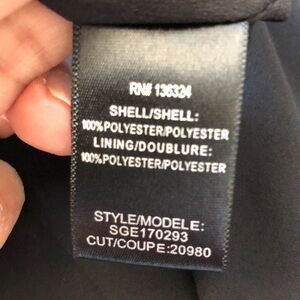 RN# 136324
SHELL/SHELL:
100%POLYESTER/POLYESTER
LINING/DOUBLURE:
100%POLYESTER/POLYESTER
STYLE/MODELE:
SGE170293
CUT/COUPE:20980